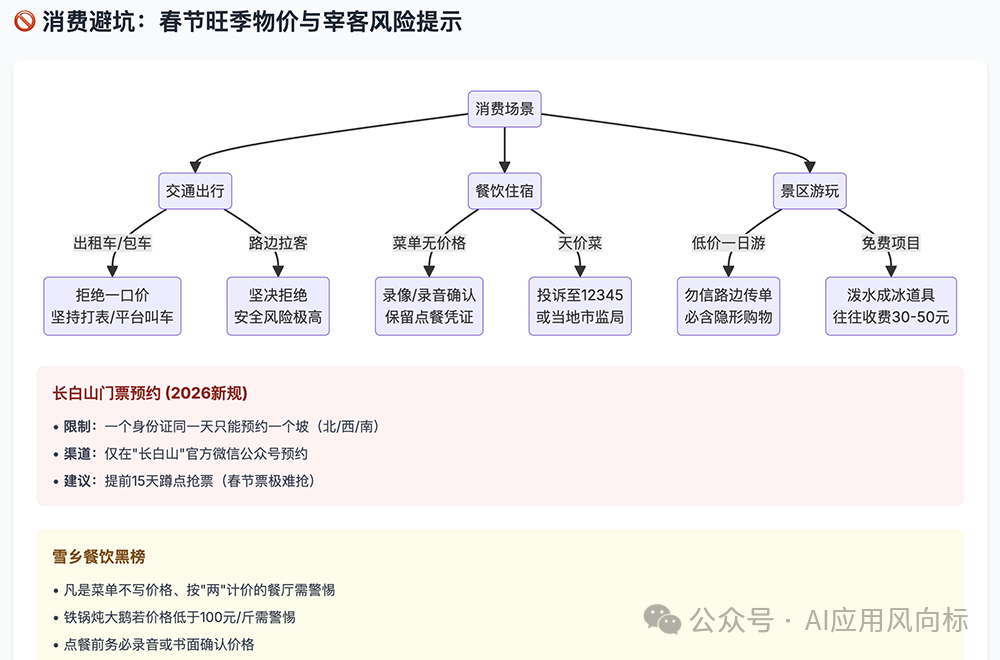 🚫 消费避坑：春节旺季物价与宰客风险提示
消费场景
交通出行
餐饮住宿
景区游玩
出租车/包车
路边拉客
菜单无价格
天价菜
低价一日游
免费项目
拒绝一口价
坚持打表/平台叫车
坚决拒绝
安全风险极高
录像/录音确认
保留点餐凭证
投诉至12345
或当地市监局
勿信路边传单
必含隐形购物
泼水成冰道具
往往收费30-50元
长白山门票预约 (2026新规)
• 限制：一个身份证同一天只能预约一个坡（北/西/南）
• 渠道：仅在"长白山"官方微信公众号预约
• 建议：提前15天蹲点抢票（春节票极难抢）
雪乡餐饮黑榜
• 凡是菜单不写价格、按"两"计价的餐厅需警惕
• 铁锅炖大鹅若价格低于100元/斤需警惕
• 点餐前务必录音或书面确认价格
公众号 · AI应用风向标